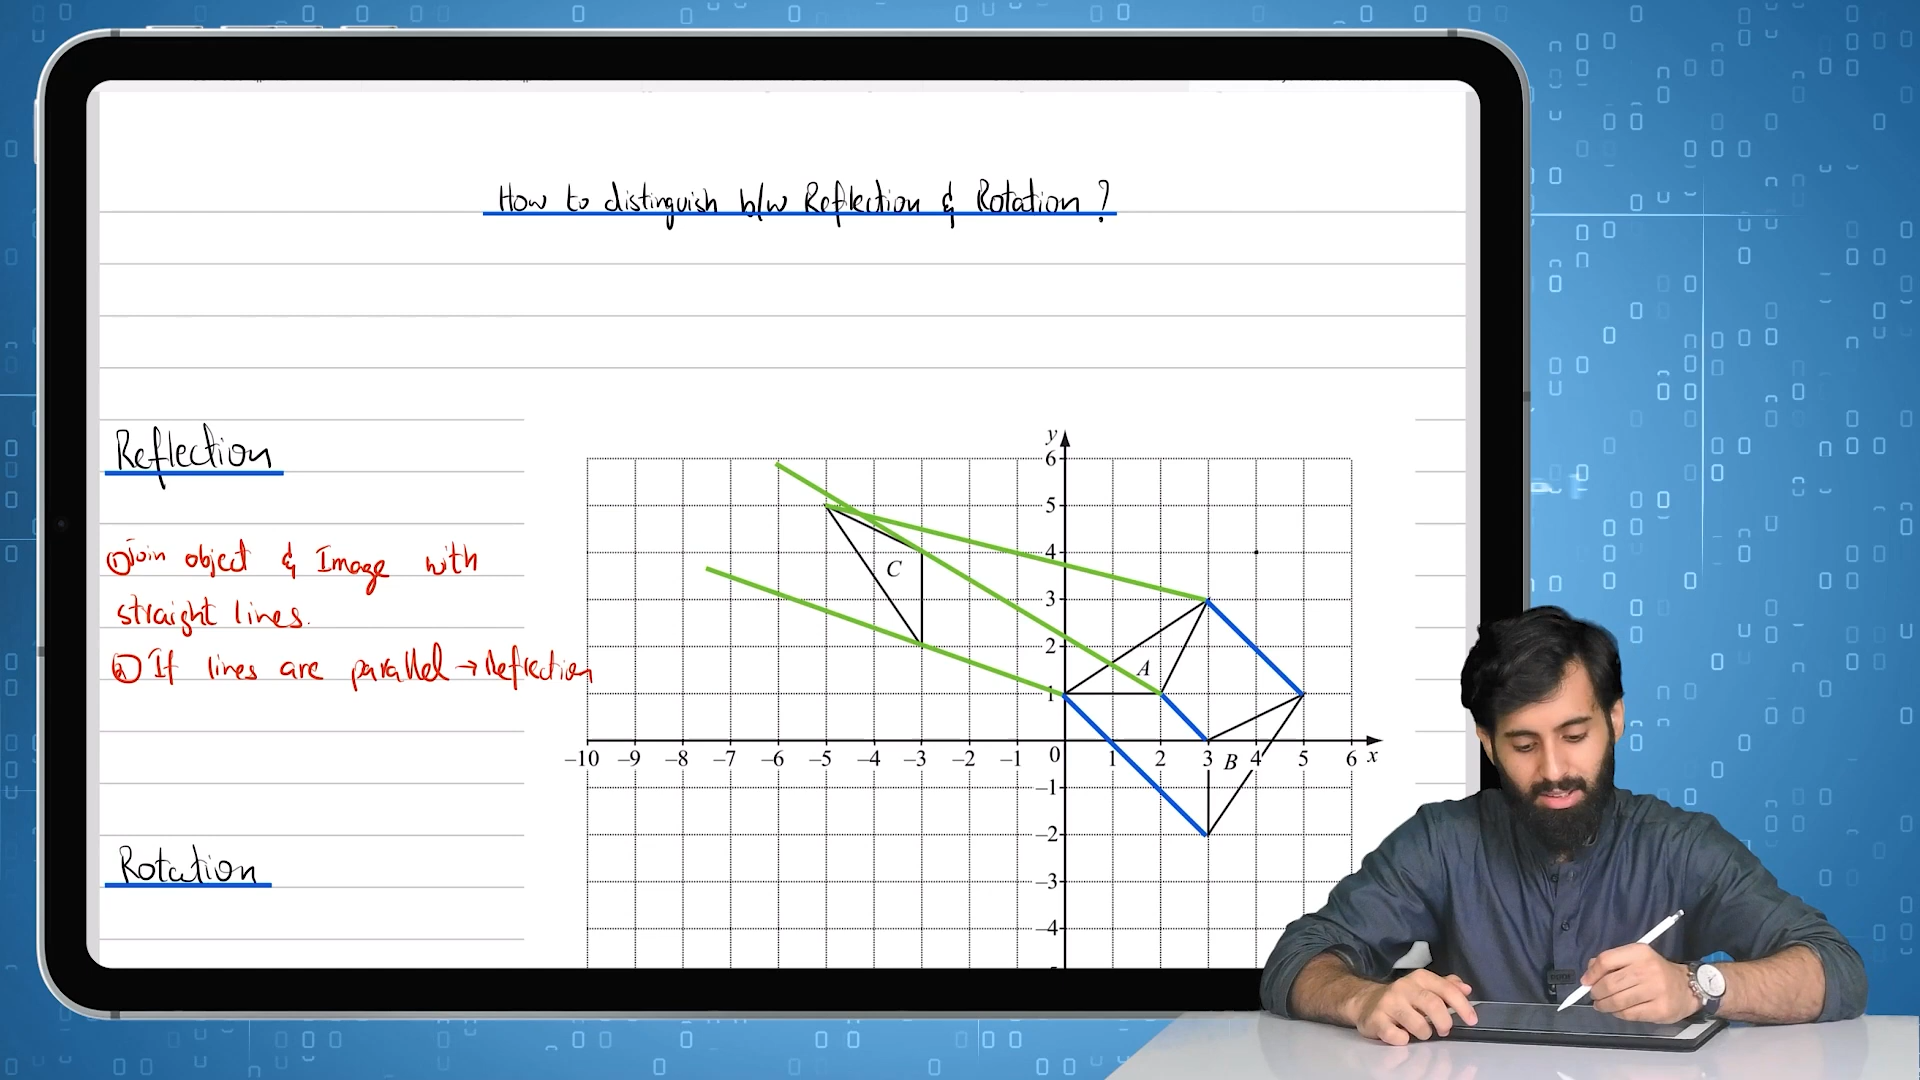 How to distinguish b/w Reflection & Rotation ?
Reflection
① Join object & Image with
straight lines.
② If lines are parallel → Reflection
Rotation
y
6
5
4
3
2
1
–10 –9 –8 –7 –6 –5 –4 –3 –2 –1 0 1 2 3 4 5 6 x
–1
–2
–3
–4
C
A
B